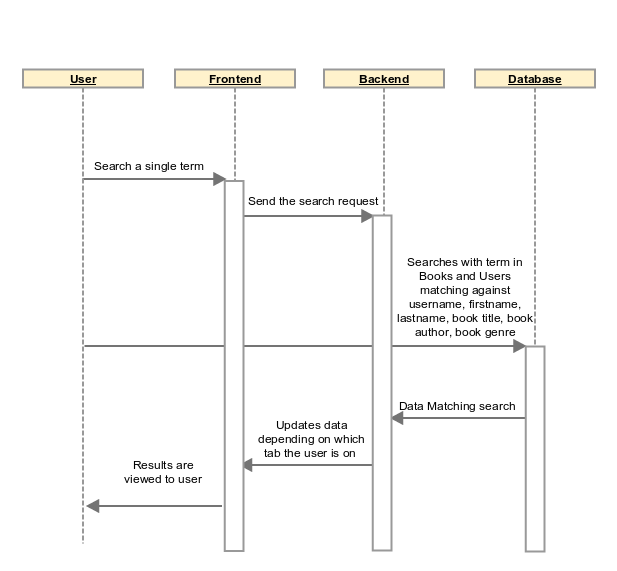 User
Frontend
Backend
Database
Search a single term
Send the search request
Searches with term in
Books and Users
matching against
username, firstname,
lastname, book title, book
author, book genre
Data Matching search
Updates data
depending on which
tab the user is on
Results are
viewed to user